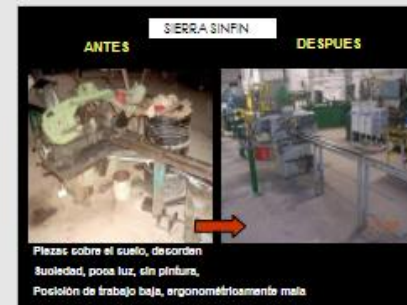 SIERRA SINFIN
ANTES
DESPUES
Piezas sobre el suelo, desorden
Suciedad, poca luz, sin pintura,
Posición de trabajo baja, ergonométricamente mala